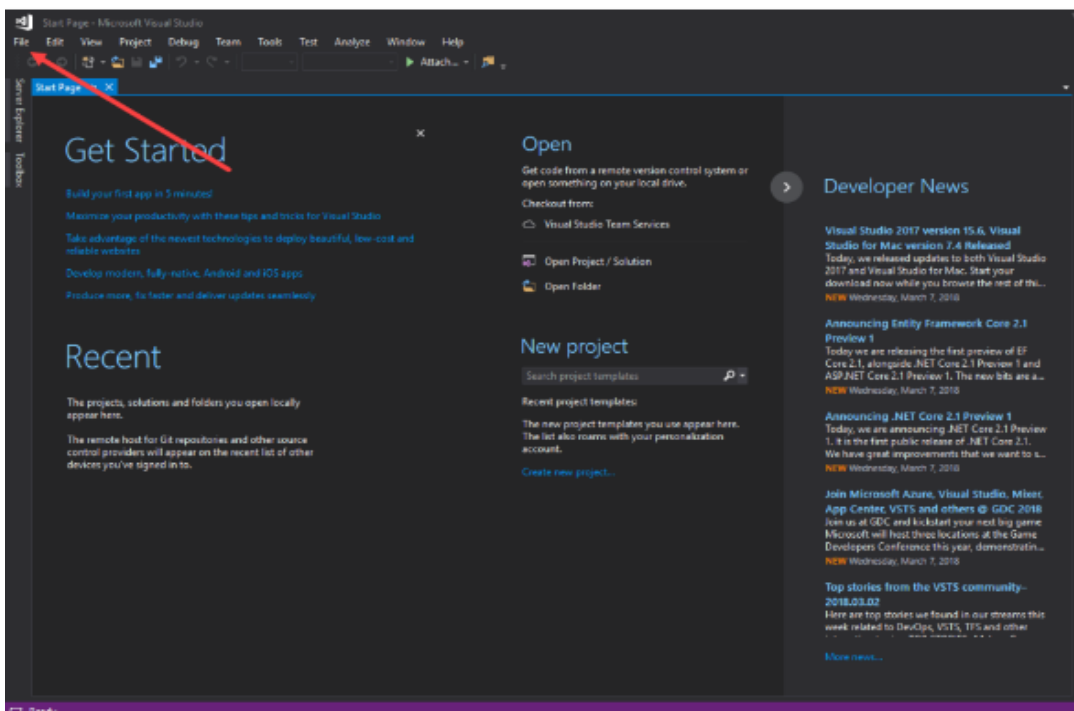 Start Page - Microsoft Visual Studio
File Edit View Project Debug Team Tools Test Analyze Window Help
Attach...
Server Explorer
Toolbox
Start Page
Get Started
Build your first app in 5 minutes!
Maximize your productivity with these tips and tricks for Visual Studio
Take advantage of the newest technologies to deploy beautiful, low-cost and
reliable websites
Develop modern, fully-native, Android and iOS apps
Produce more, fix faster and deliver updates seamlessly
Recent
The projects, solutions and folders you open locally
appear here.
The remote host for Git repositories and other source
control providers will appear on the recent list of other
devices you've signed in to.
Open
Get code from a remote version control system or
open something on your local drive.
Checkout from:
Visual Studio Team Services
Open Project / Solution
Open Folder
New project
Search project templates
Recent project templates:
The new project templates you use appear here.
The list also roams with your personalization
account.
Create new project...
Developer News
Visual Studio 2017 version 15.6, Visual
Studio for Mac version 7.4 Released
Today, we released updates to both Visual Studio
2017 and Visual Studio for Mac. Start your
download now while you browse the rest of thi...
NEW Wednesday, March 7, 2018
Announcing Entity Framework Core 2.1
Preview 1
Today we are releasing the first preview of EF
Core 2.1, alongside .NET Core 2.1 Preview 1 and
ASP.NET Core 2.1 Preview 1. The new bits are a...
NEW Wednesday, March 7, 2018
Announcing .NET Core 2.1 Preview 1
Today, we are announcing .NET Core 2.1 Preview
1. It is the first public release of .NET Core 2.1.
We have great improvements that we want to s...
NEW Wednesday, March 7, 2018
Join Microsoft Azure, Visual Studio, Mixer,
App Center, VSTS and others @ GDC 2018
Join us at GDC and kickstart your next big game
Microsoft will host three locations at the Game
Developers Conference this year, demonstratin...
NEW Wednesday, March 7, 2018
Top stories from the VSTS community–
2018.03.02
Here are top stories we found in our streams this
week related to DevOps, VSTS, TFS and other
More news...
Ready